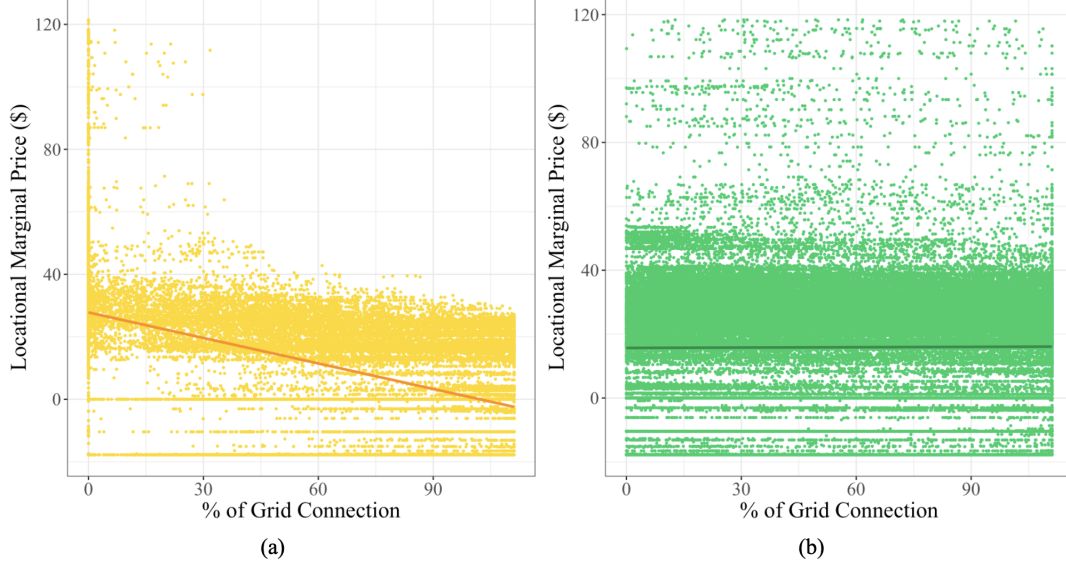 120
80
40
0
Locational Marginal Price ($)
0 30 60 90
% of Grid Connection
(a)
120
80
40
0
Locational Marginal Price ($)
0 30 60 90
% of Grid Connection
(b)